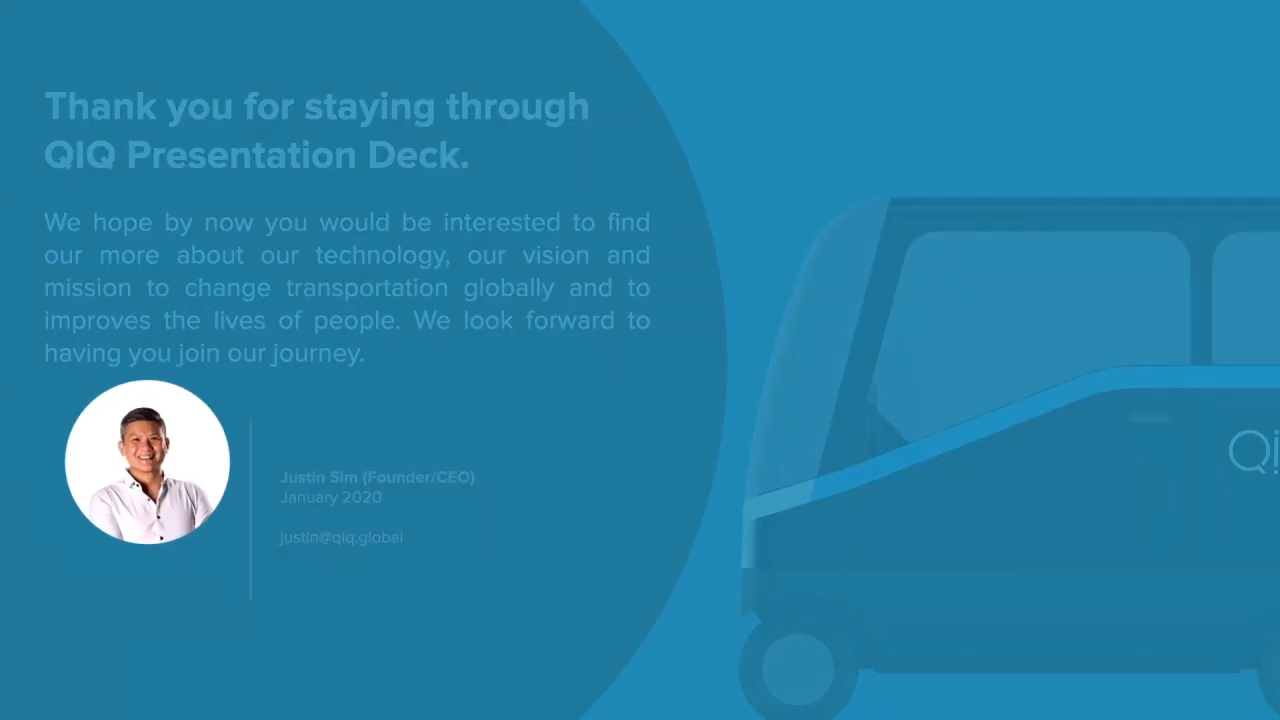 Thank you for staying through
QIQ Presentation Deck.
We hope by now you would be interested to find
our more about our technology, our vision and
mission to change transportation globally and to
improves the lives of people. We look forward to
having you join our journey.
Justin Sim (Founder/CEO)
January 2020
justin@qiq.global
Qi